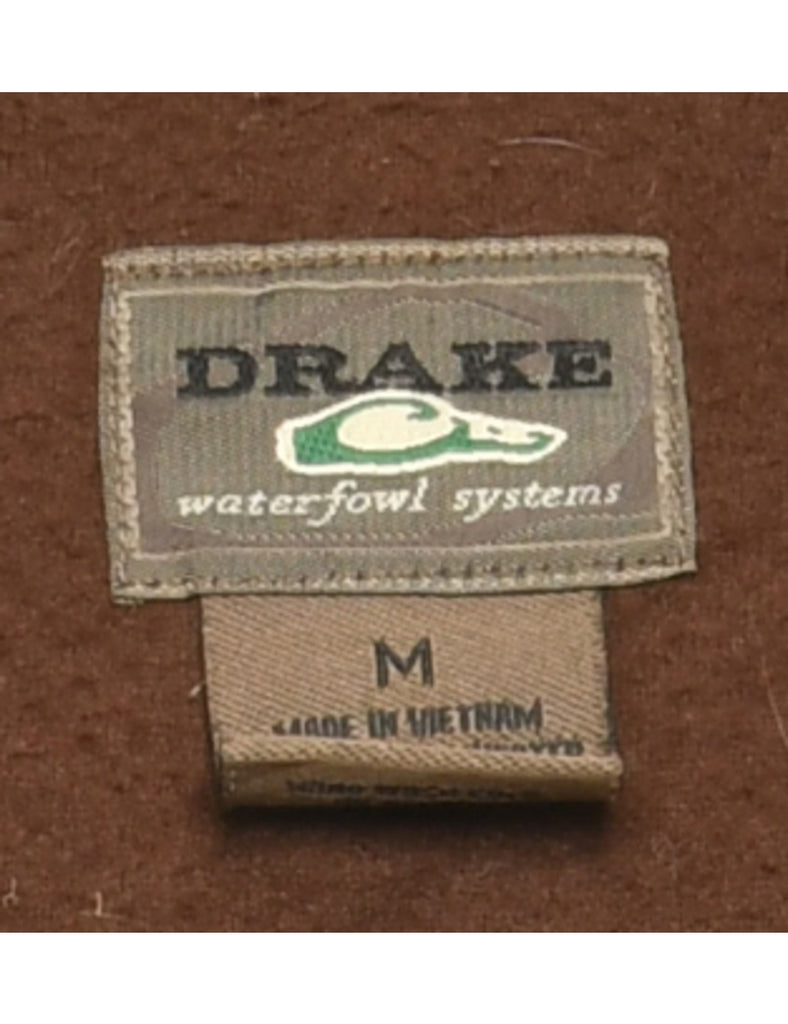 DRAKE
waterfowl systems
M
MADE IN VIETNAM